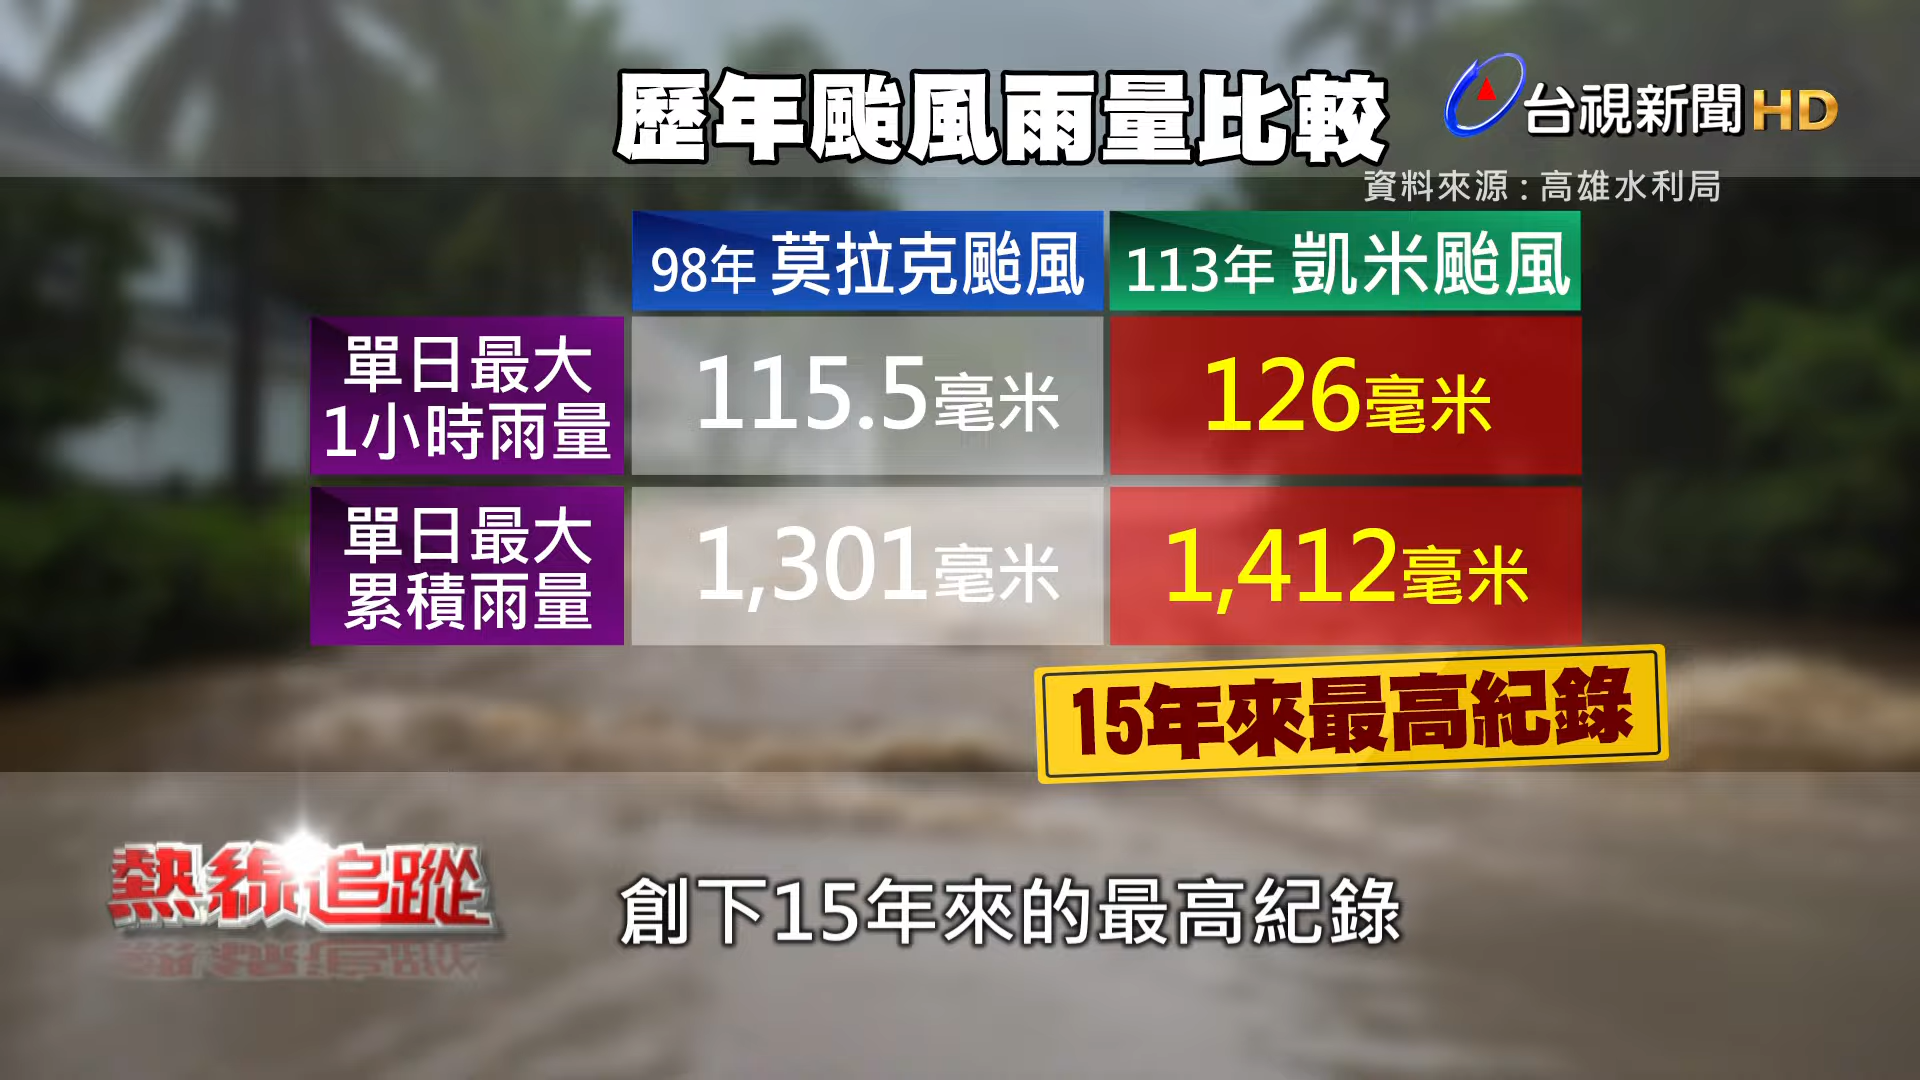 歷年颱風雨量比較
台視新聞HD
資料來源：高雄水利局
98年 莫拉克颱風
113年 凱米颱風
單日最大
1小時雨量
115.5毫米
126毫米
單日最大
累積雨量
1,301毫米
1,412毫米
15年來最高紀錄
熱線追蹤
創下15年來的最高紀錄